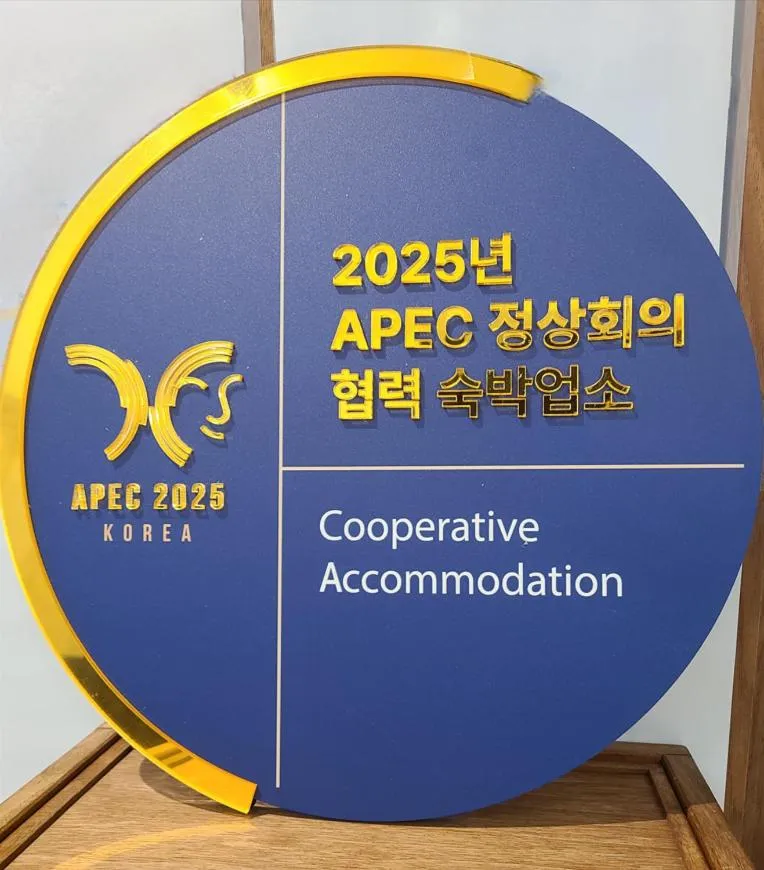 APEC 2025
KOREA
2025년
APEC 정상회의
협력 숙박업소
Cooperative
Accommodation